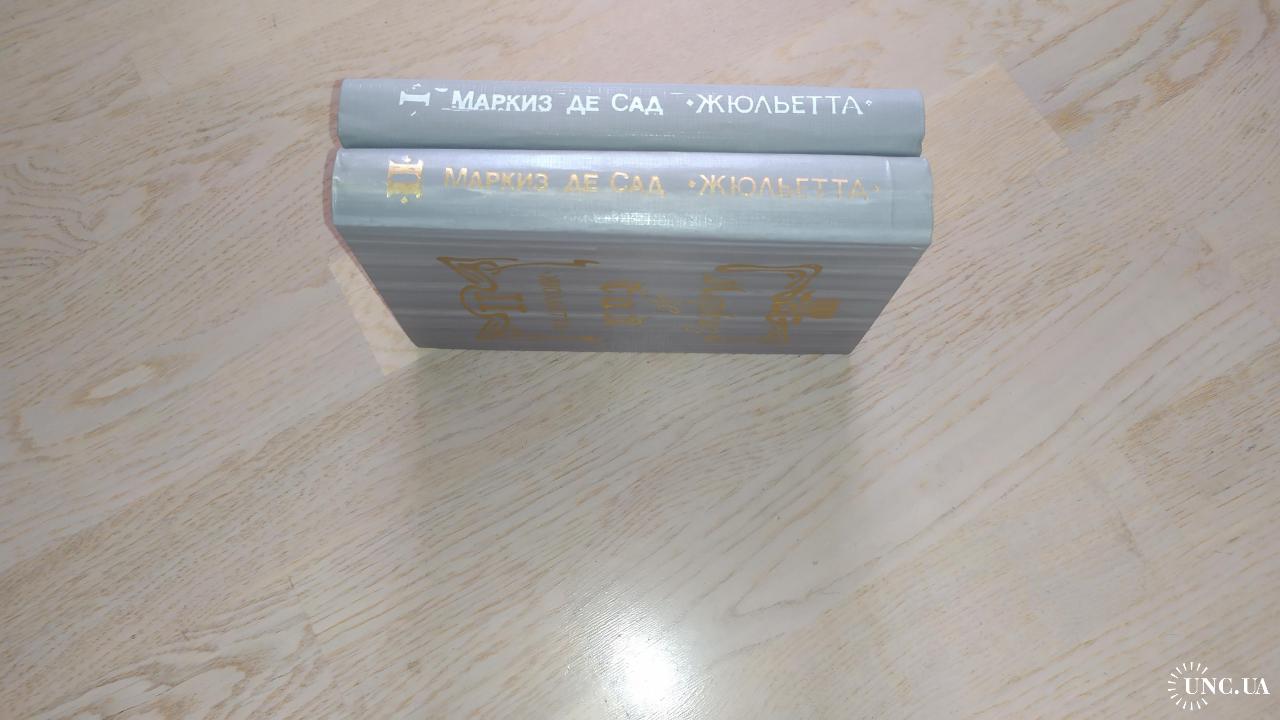 I МАРКИЗ ДЕ САД • ЖЮЛЬЕТТА •
II МАРКИЗ ДЕ САД • ЖЮЛЬЕТТА •
UNC.UA